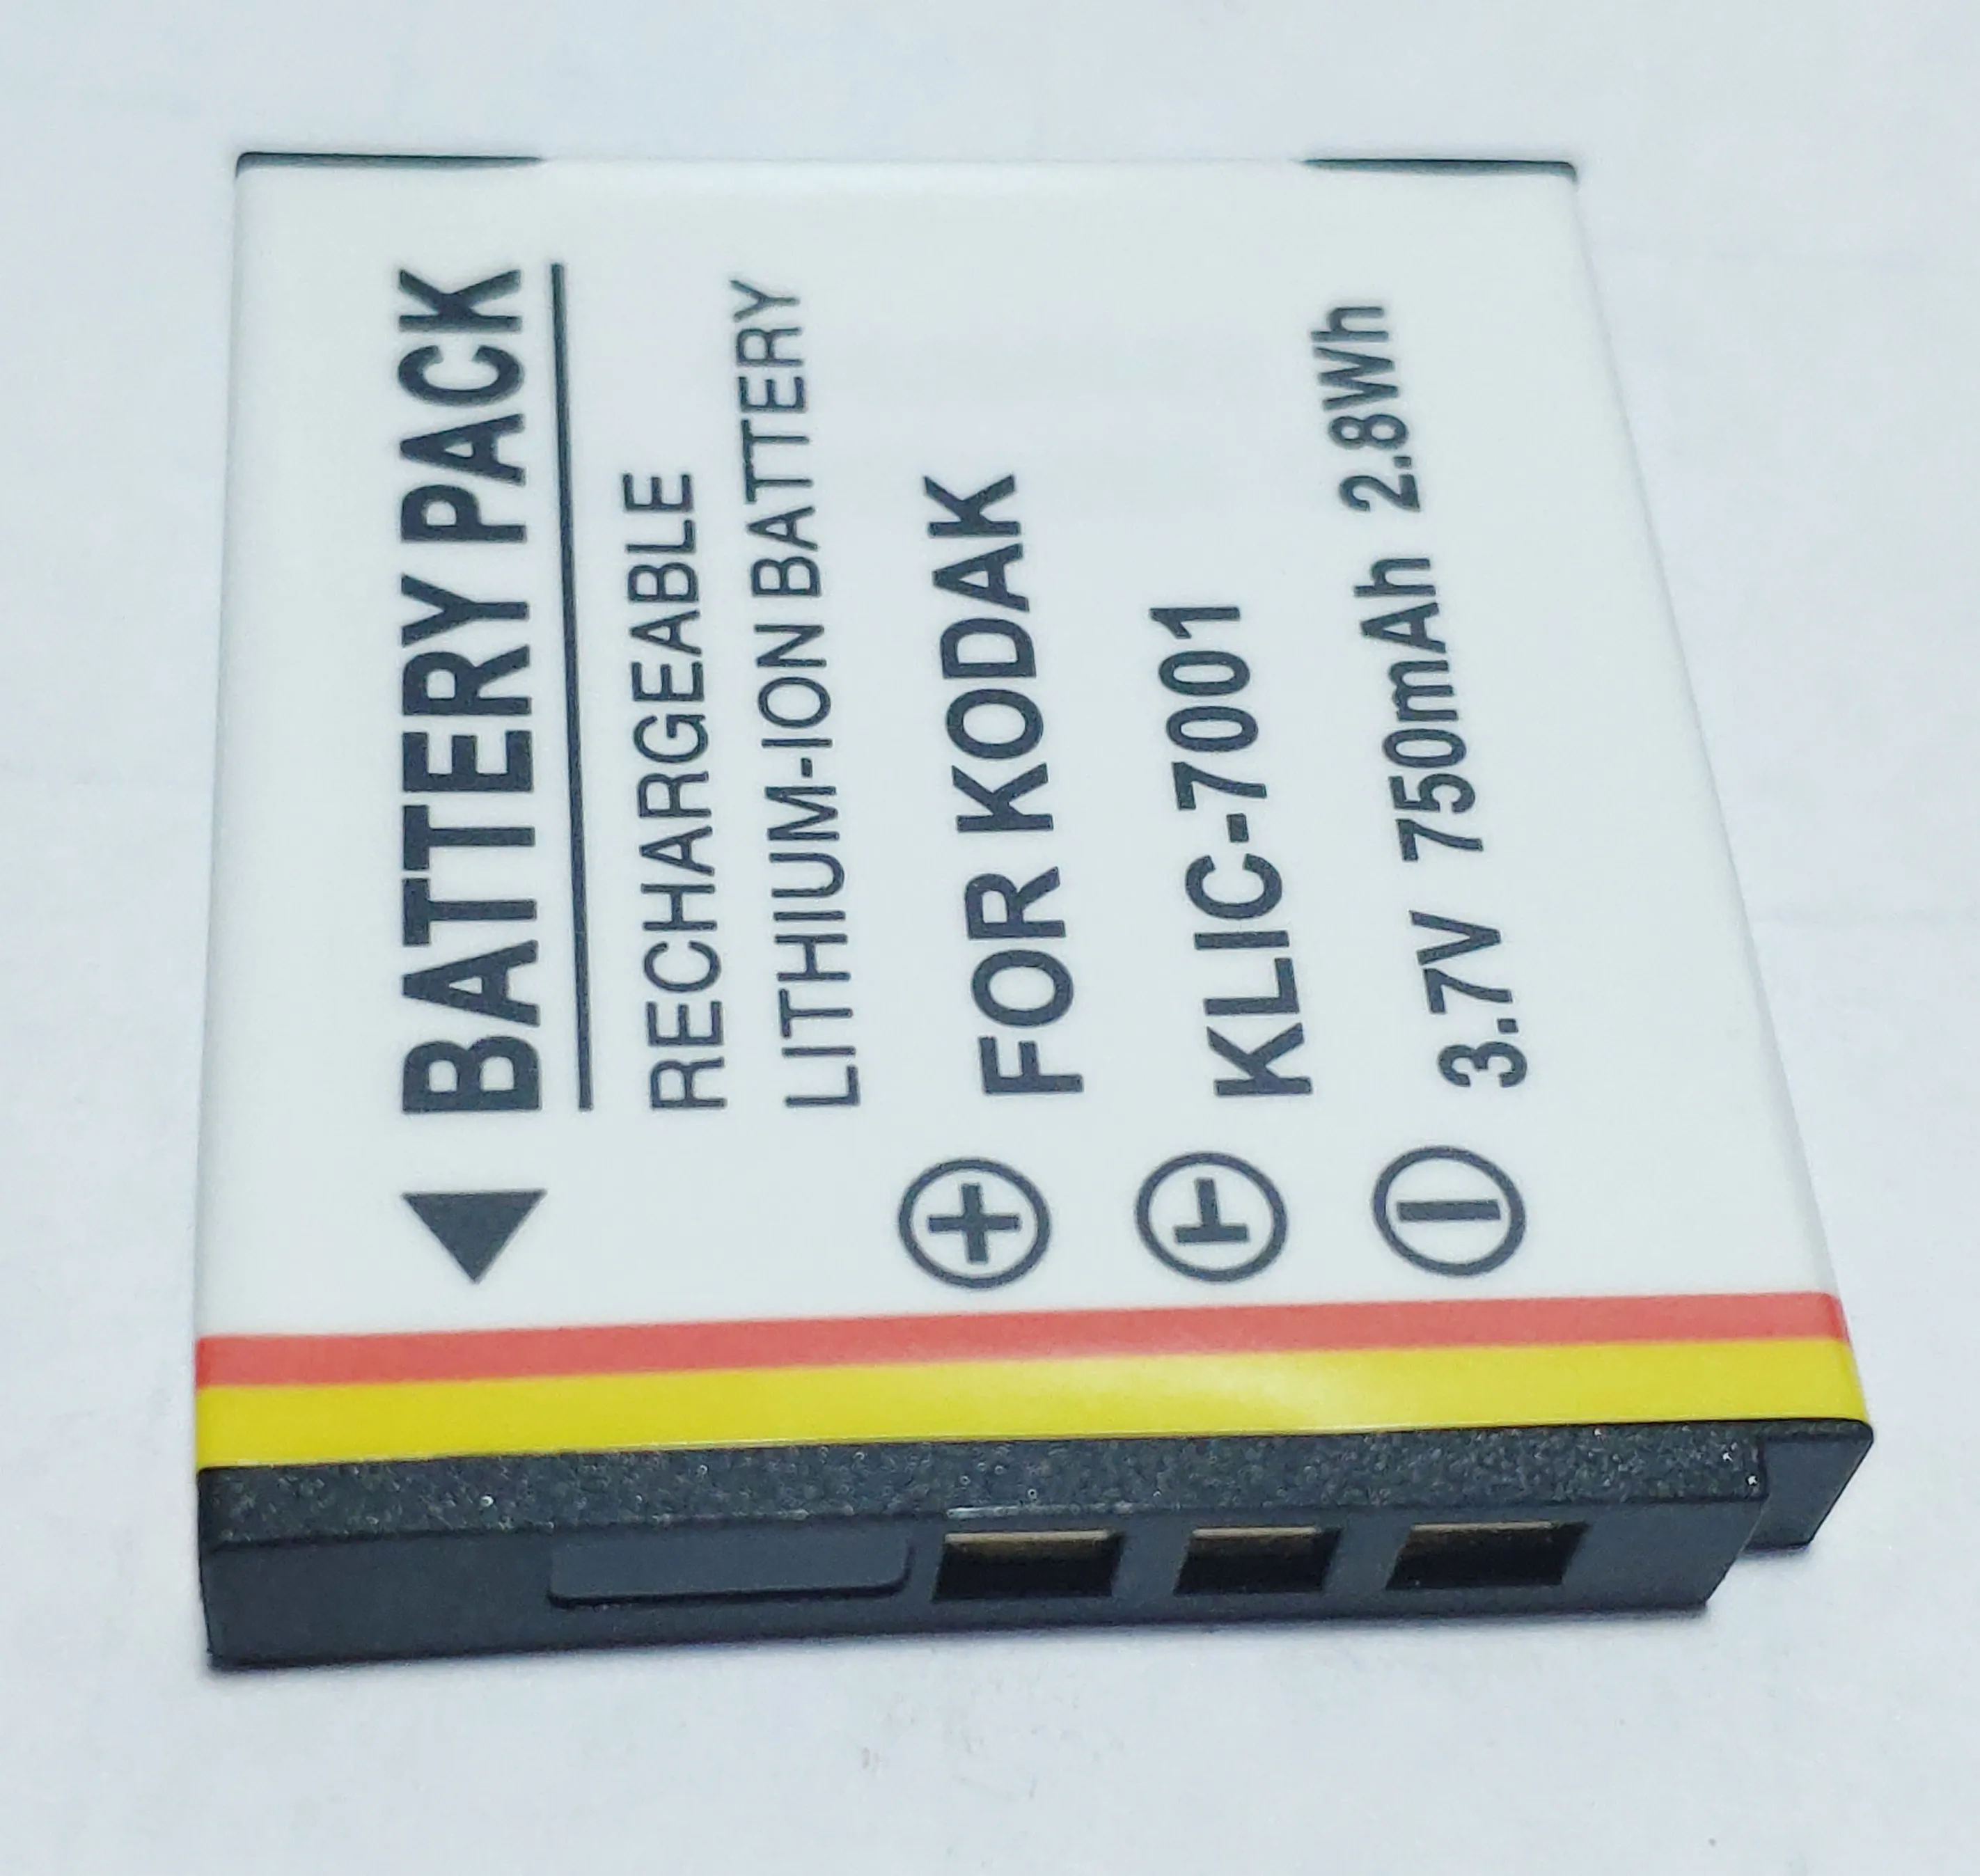 BATTERY PACK
RECHARGEABLE
LITHIUM-ION BATTERY
+ FOR KODAK
T KLIC-7001
- 3.7V 750mAh 2.8Wh